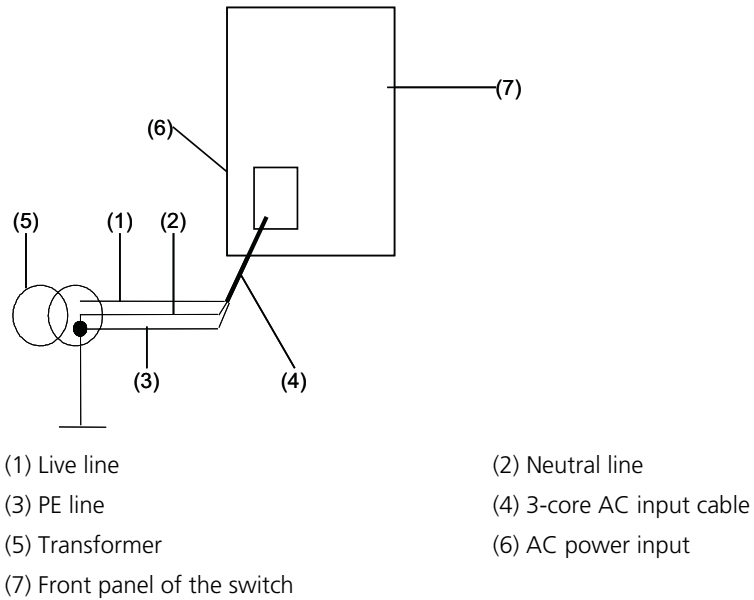 (7)
(6)
(5) (1) (2)
(3) (4)
(1) Live line (2) Neutral line
(3) PE line (4) 3-core AC input cable
(5) Transformer (6) AC power input
(7) Front panel of the switch